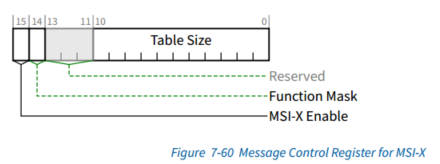 15 14 13 11 10 0
Table Size
Reserved
Function Mask
MSI-X Enable
Figure 7-60 Message Control Register for MSI-X